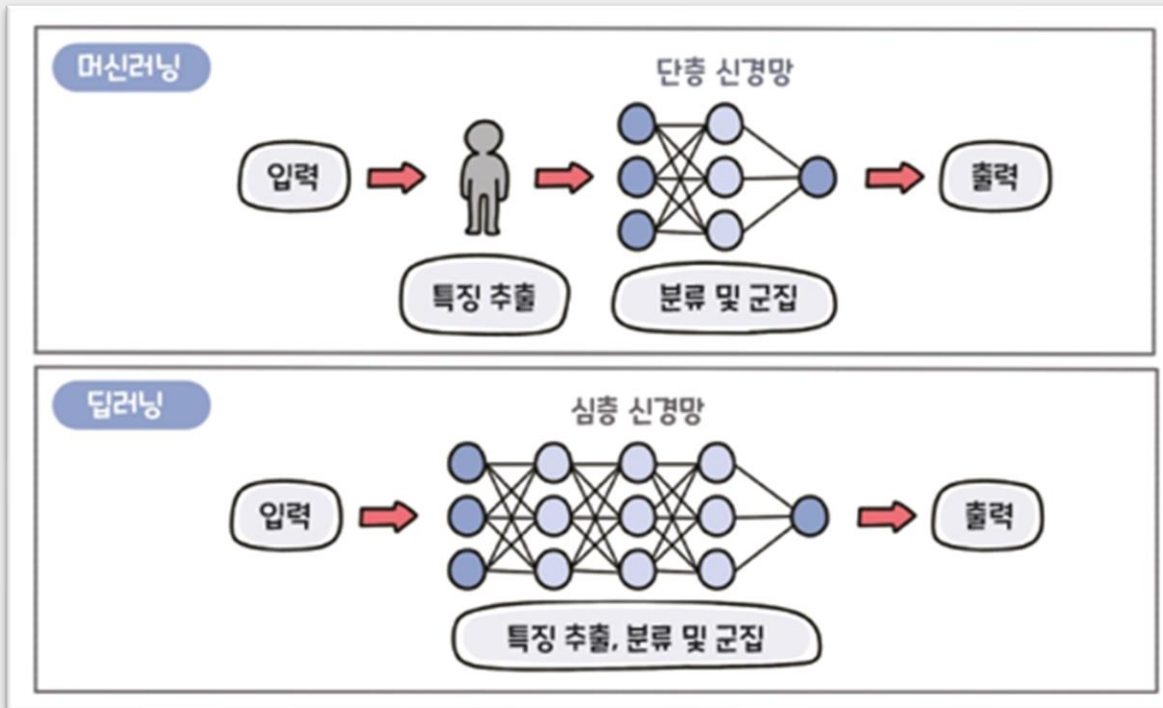 머신러닝
단층 신경망
입력
출력
특징 추출
분류 및 군집
딥러닝
심층 신경망
입력
출력
특징 추출, 분류 및 군집